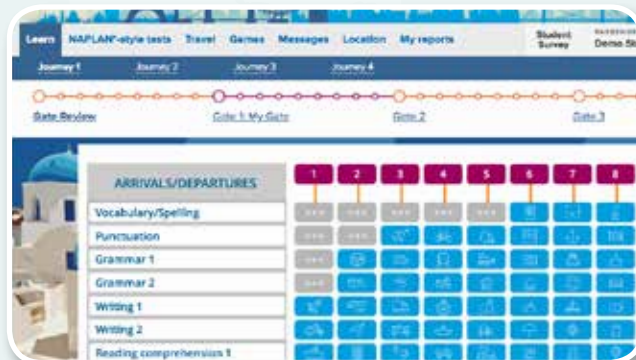 Learn NAPLAN*-style tests Travel Games Messages Location My reports Student Survey Demo
Journey 1 Journey 2 Journey 3 Journey 4
Gate Review Gate 1: My Gate Gate 2 Gate 3
ARRIVALS/DEPARTURES 1 2 3 4 5 6 7 8
Vocabulary/Spelling
Punctuation
Grammar 1
Grammar 2
Writing 1
Writing 2
Reading comprehension 1